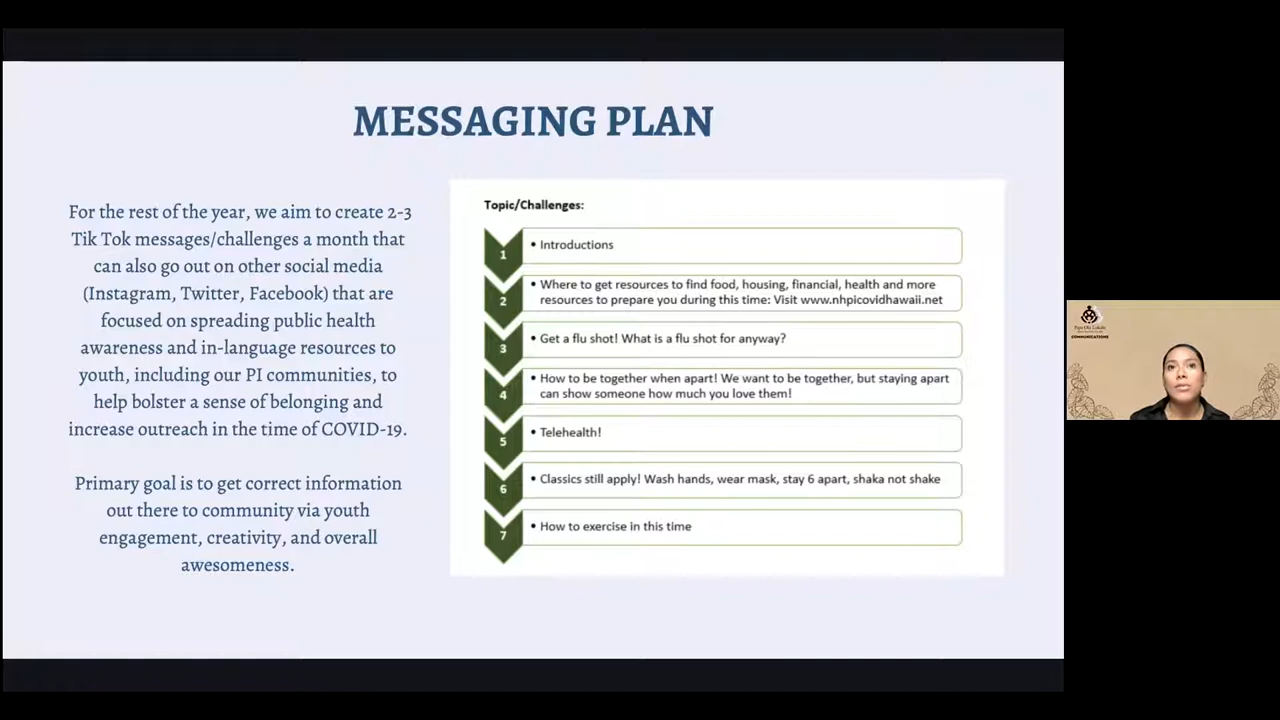 MESSAGING PLAN
For the rest of the year, we aim to create 2-3
Tik Tok messages/challenges a month that
can also go out on other social media
(Instagram, Twitter, Facebook) that are
focused on spreading public health
awareness and in-language resources to
youth, including our PI communities, to
help bolster a sense of belonging and
increase outreach in the time of COVID-19.
Primary goal is to get correct information
out there to community via youth
engagement, creativity, and overall
awesomeness.
Topic/Challenges:
1
• Introductions
2
• Where to get resources to find food, housing, financial, health and more
resources to prepare you during this time: Visit www.nhpicovidhawaii.net
3
• Get a flu shot! What is a flu shot for anyway?
4
• How to be together when apart! We want to be together, but staying apart
can show someone how much you love them!
5
• Telehealth!
6
• Classics still apply! Wash hands, wear mask, stay 6 apart, shaka not shake
7
• How to exercise in this time
Papa Ola Lokahi
COMMUNICATIONS